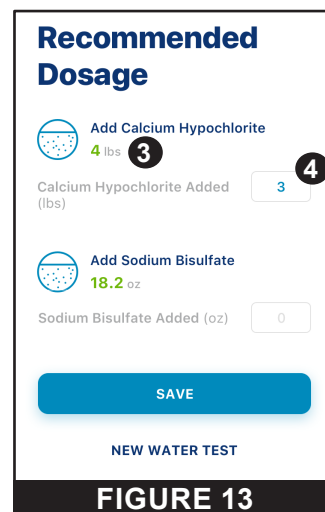 Recommended
Dosage
Add Calcium Hypochlorite
4 lbs 3
4
Calcium Hypochlorite Added 3
(lbs)
Add Sodium Bisulfate
18.2 oz
Sodium Bisulfate Added (oz) 0
SAVE
NEW WATER TEST
FIGURE 13